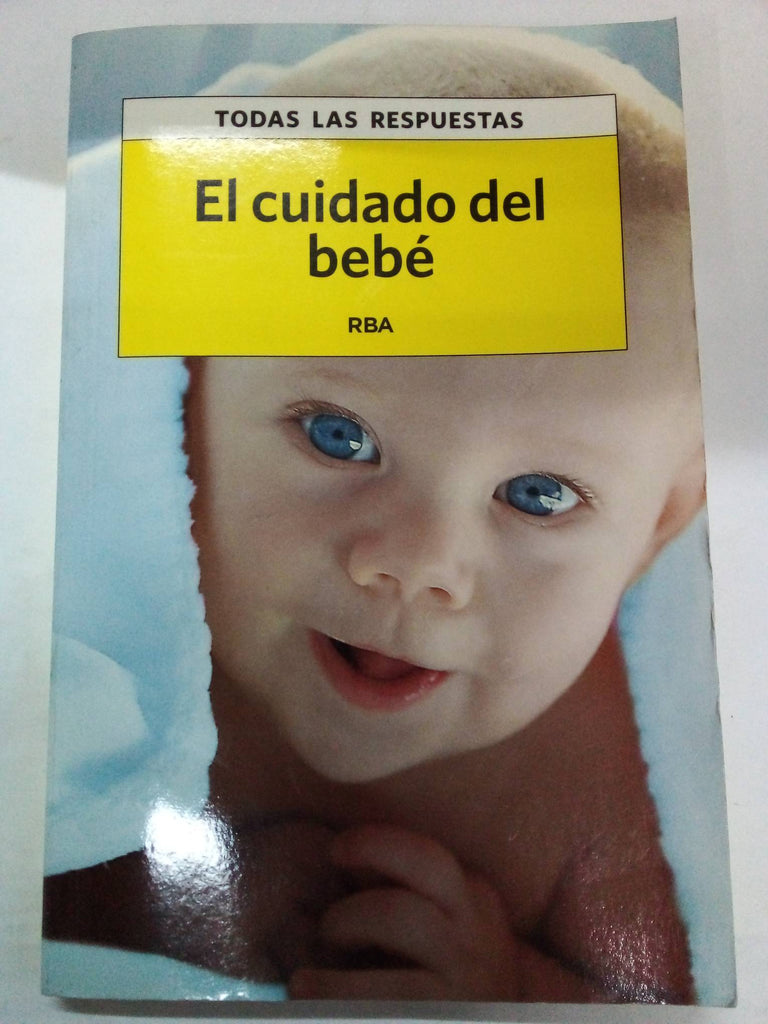 TODAS LAS RESPUESTAS
El cuidado del
bebé
RBA